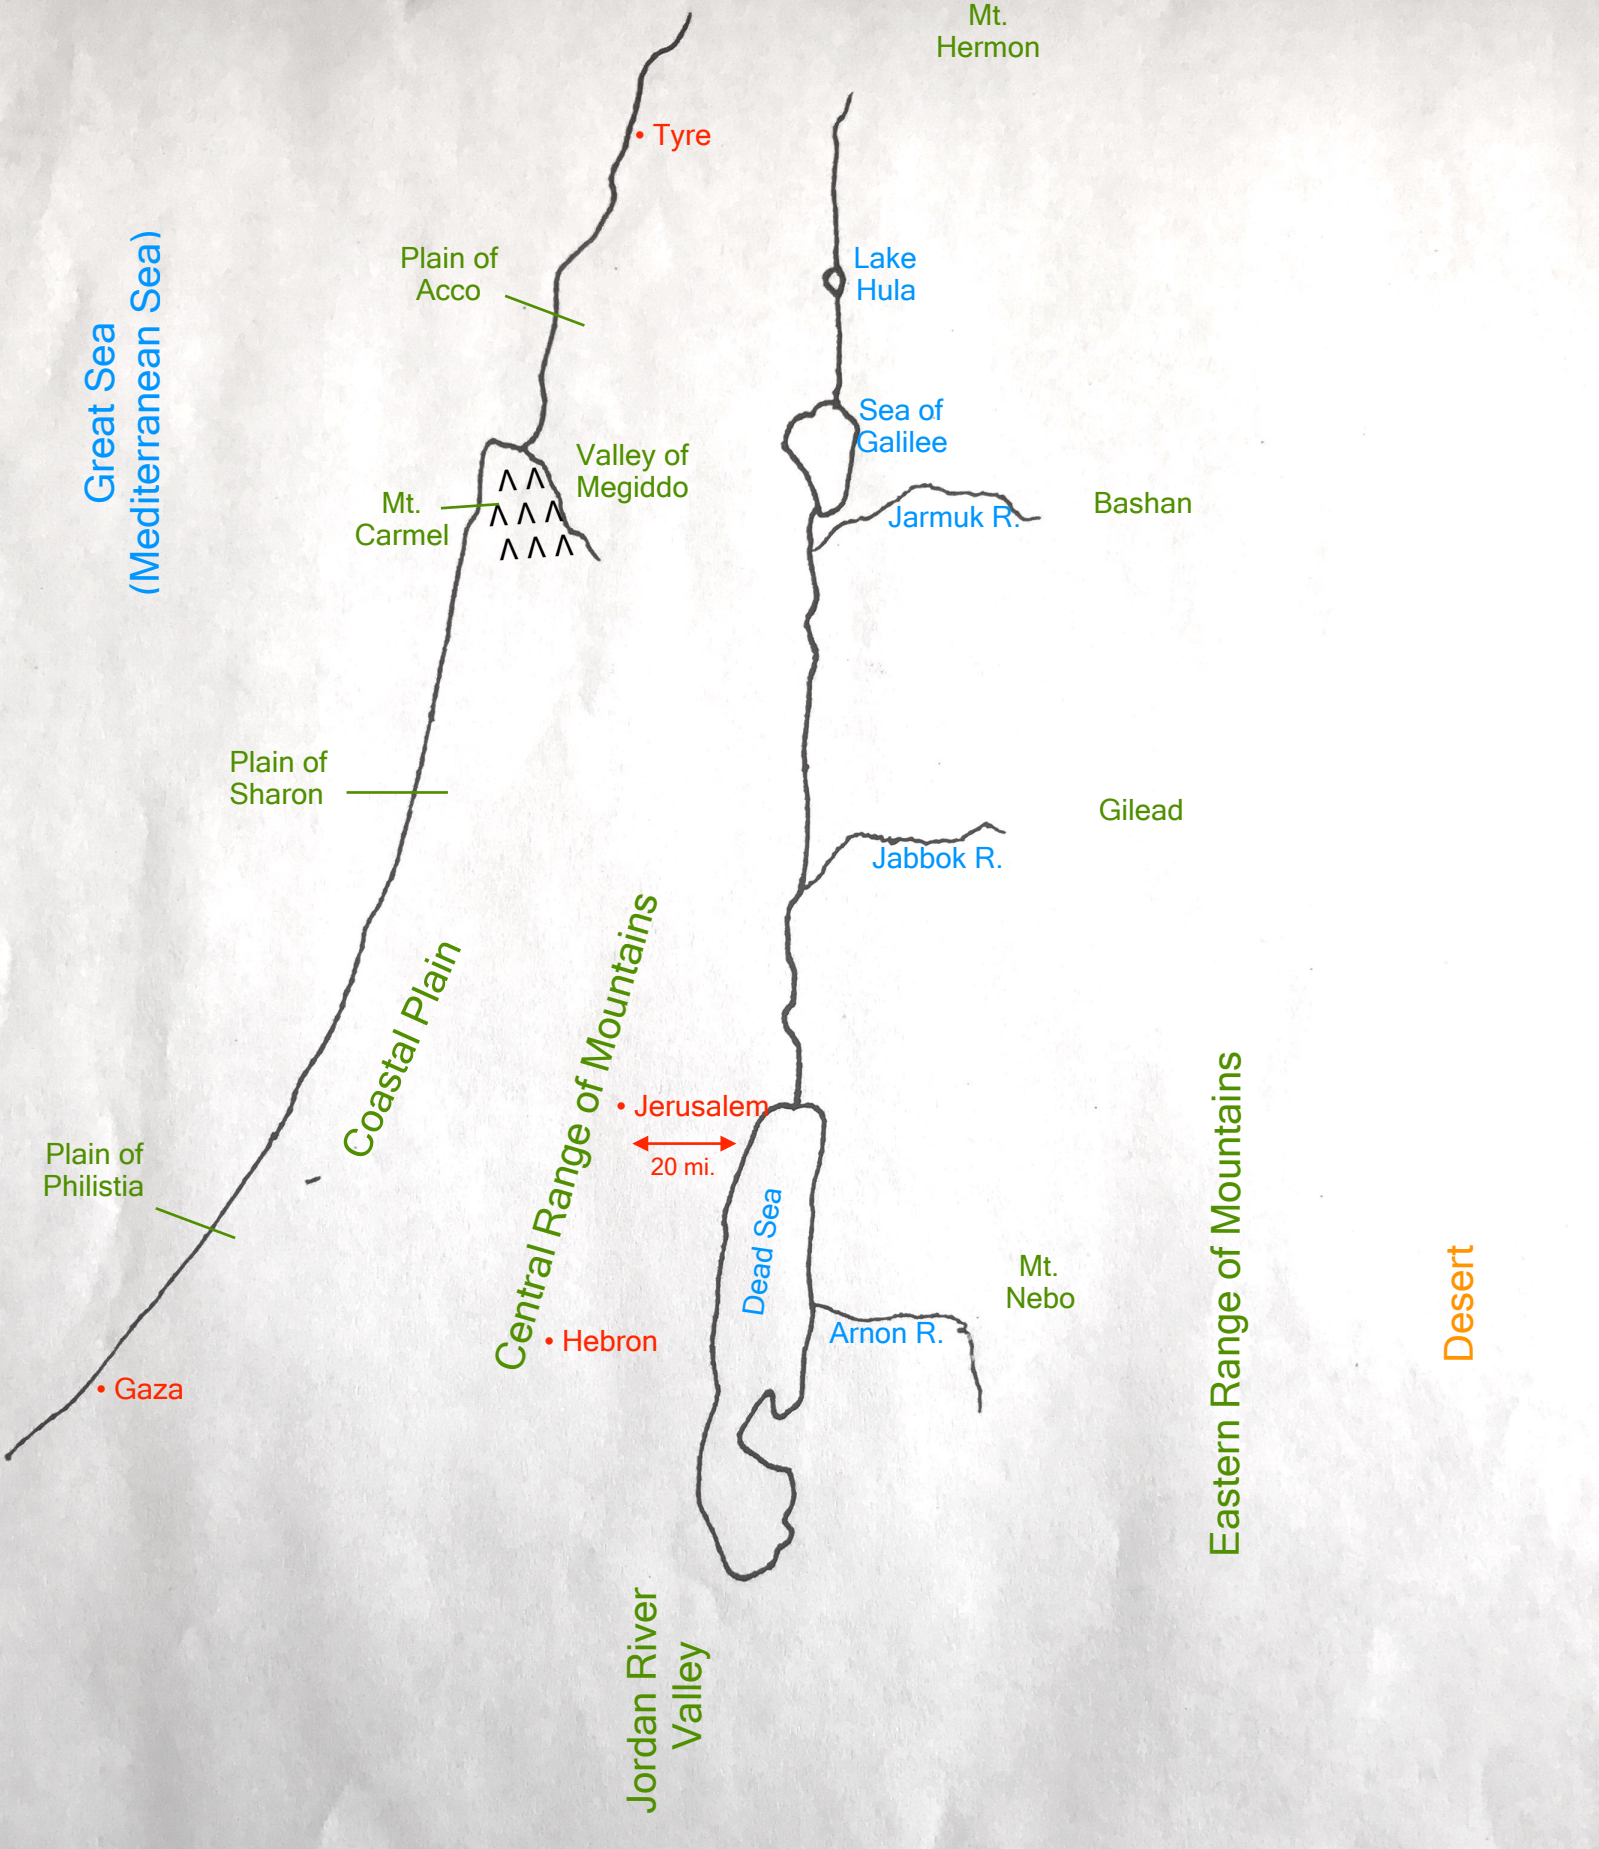 Mt.
Hermon
• Tyre
Plain of
Acco
Lake
Hula
Great Sea
(Mediterranean Sea)
Sea of
Galilee
Valley of
Megiddo
Mt.
Carmel
Jarmuk R.
Bashan
Plain of
Sharon
Gilead
Jabbok R.
Coastal Plain
Central Range of Mountains
• Jerusalem
20 mi.
Plain of
Philistia
Dead Sea
Eastern Range of Mountains
Desert
Mt.
Nebo
Arnon R.
• Hebron
• Gaza
Jordan River
Valley